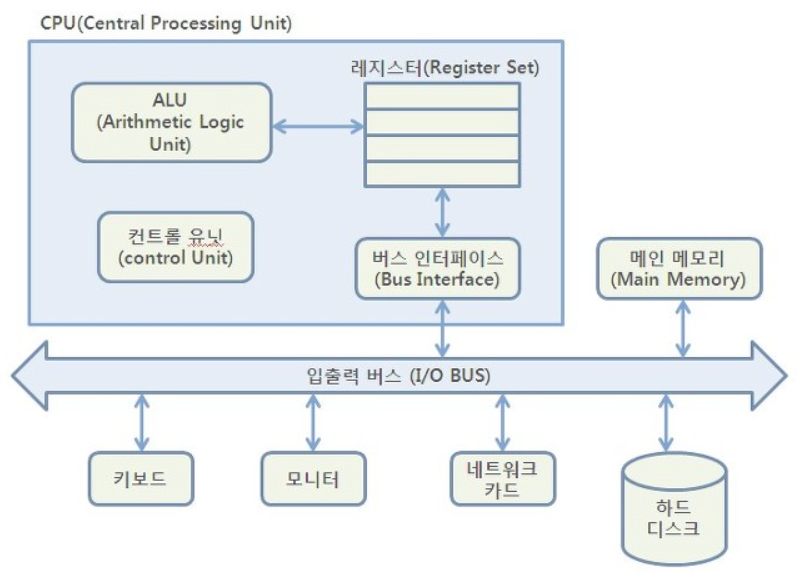 CPU(Central Processing Unit)
레지스터(Register Set)
ALU
(Arithmetic Logic
Unit)
컨트롤 유닛
(control Unit)
버스 인터페이스
(Bus Interface)
메인 메모리
(Main Memory)
입출력 버스 (I/O BUS)
키보드
모니터
네트워크
카드
하드
디스크